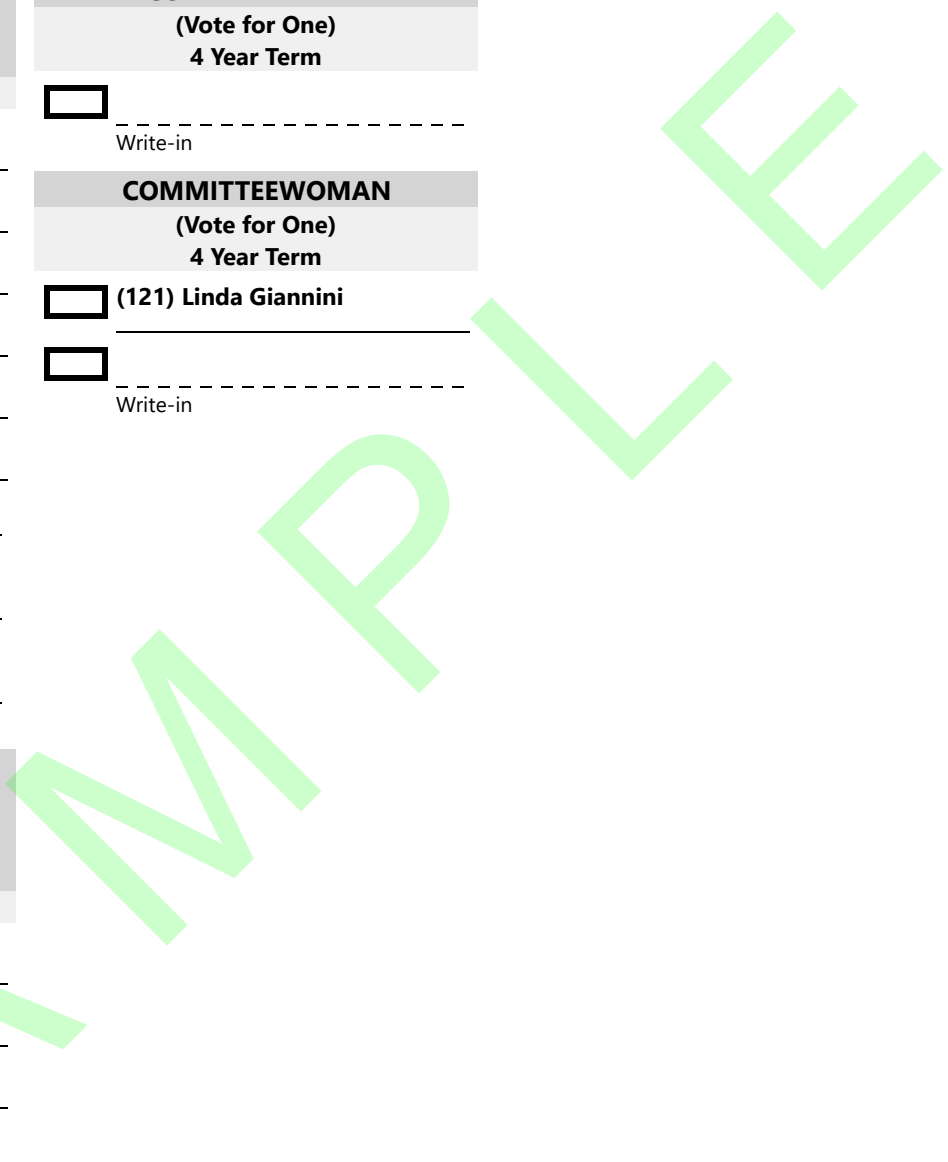 (Vote for One)
4 Year Term
Write-in
COMMITTEEWOMAN
(Vote for One)
4 Year Term
(121) Linda Giannini
Write-in
MPLE